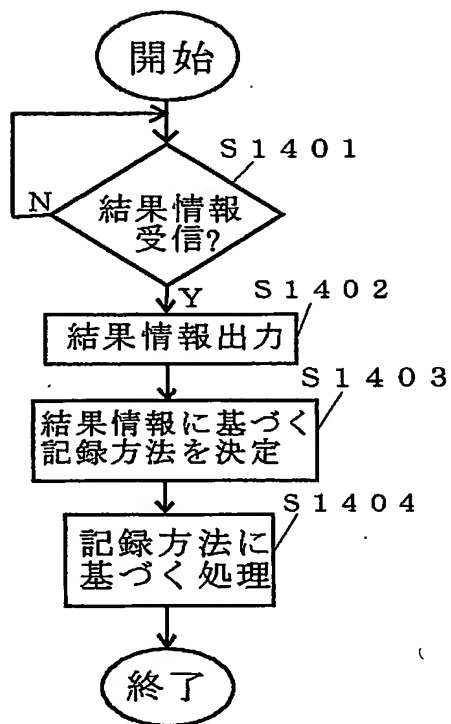 開始
S1401
N
結果情報
受信?
Y
S1402
結果情報出力
S1403
結果情報に基づく
記録方法を決定
S1404
記録方法に
基づく処理
終了